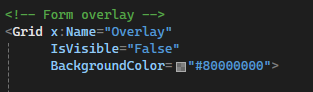 <!-- Form overlay -->
<Grid x:Name="Overlay"
IsVisible="False"
BackgroundColor="#80000000">